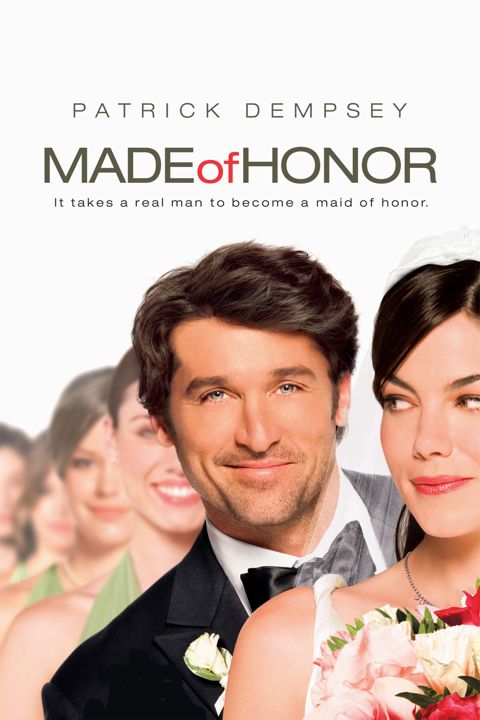 PATRICK DEMPSEY
MADE of HONOR
It takes a real man to become a maid of honor.